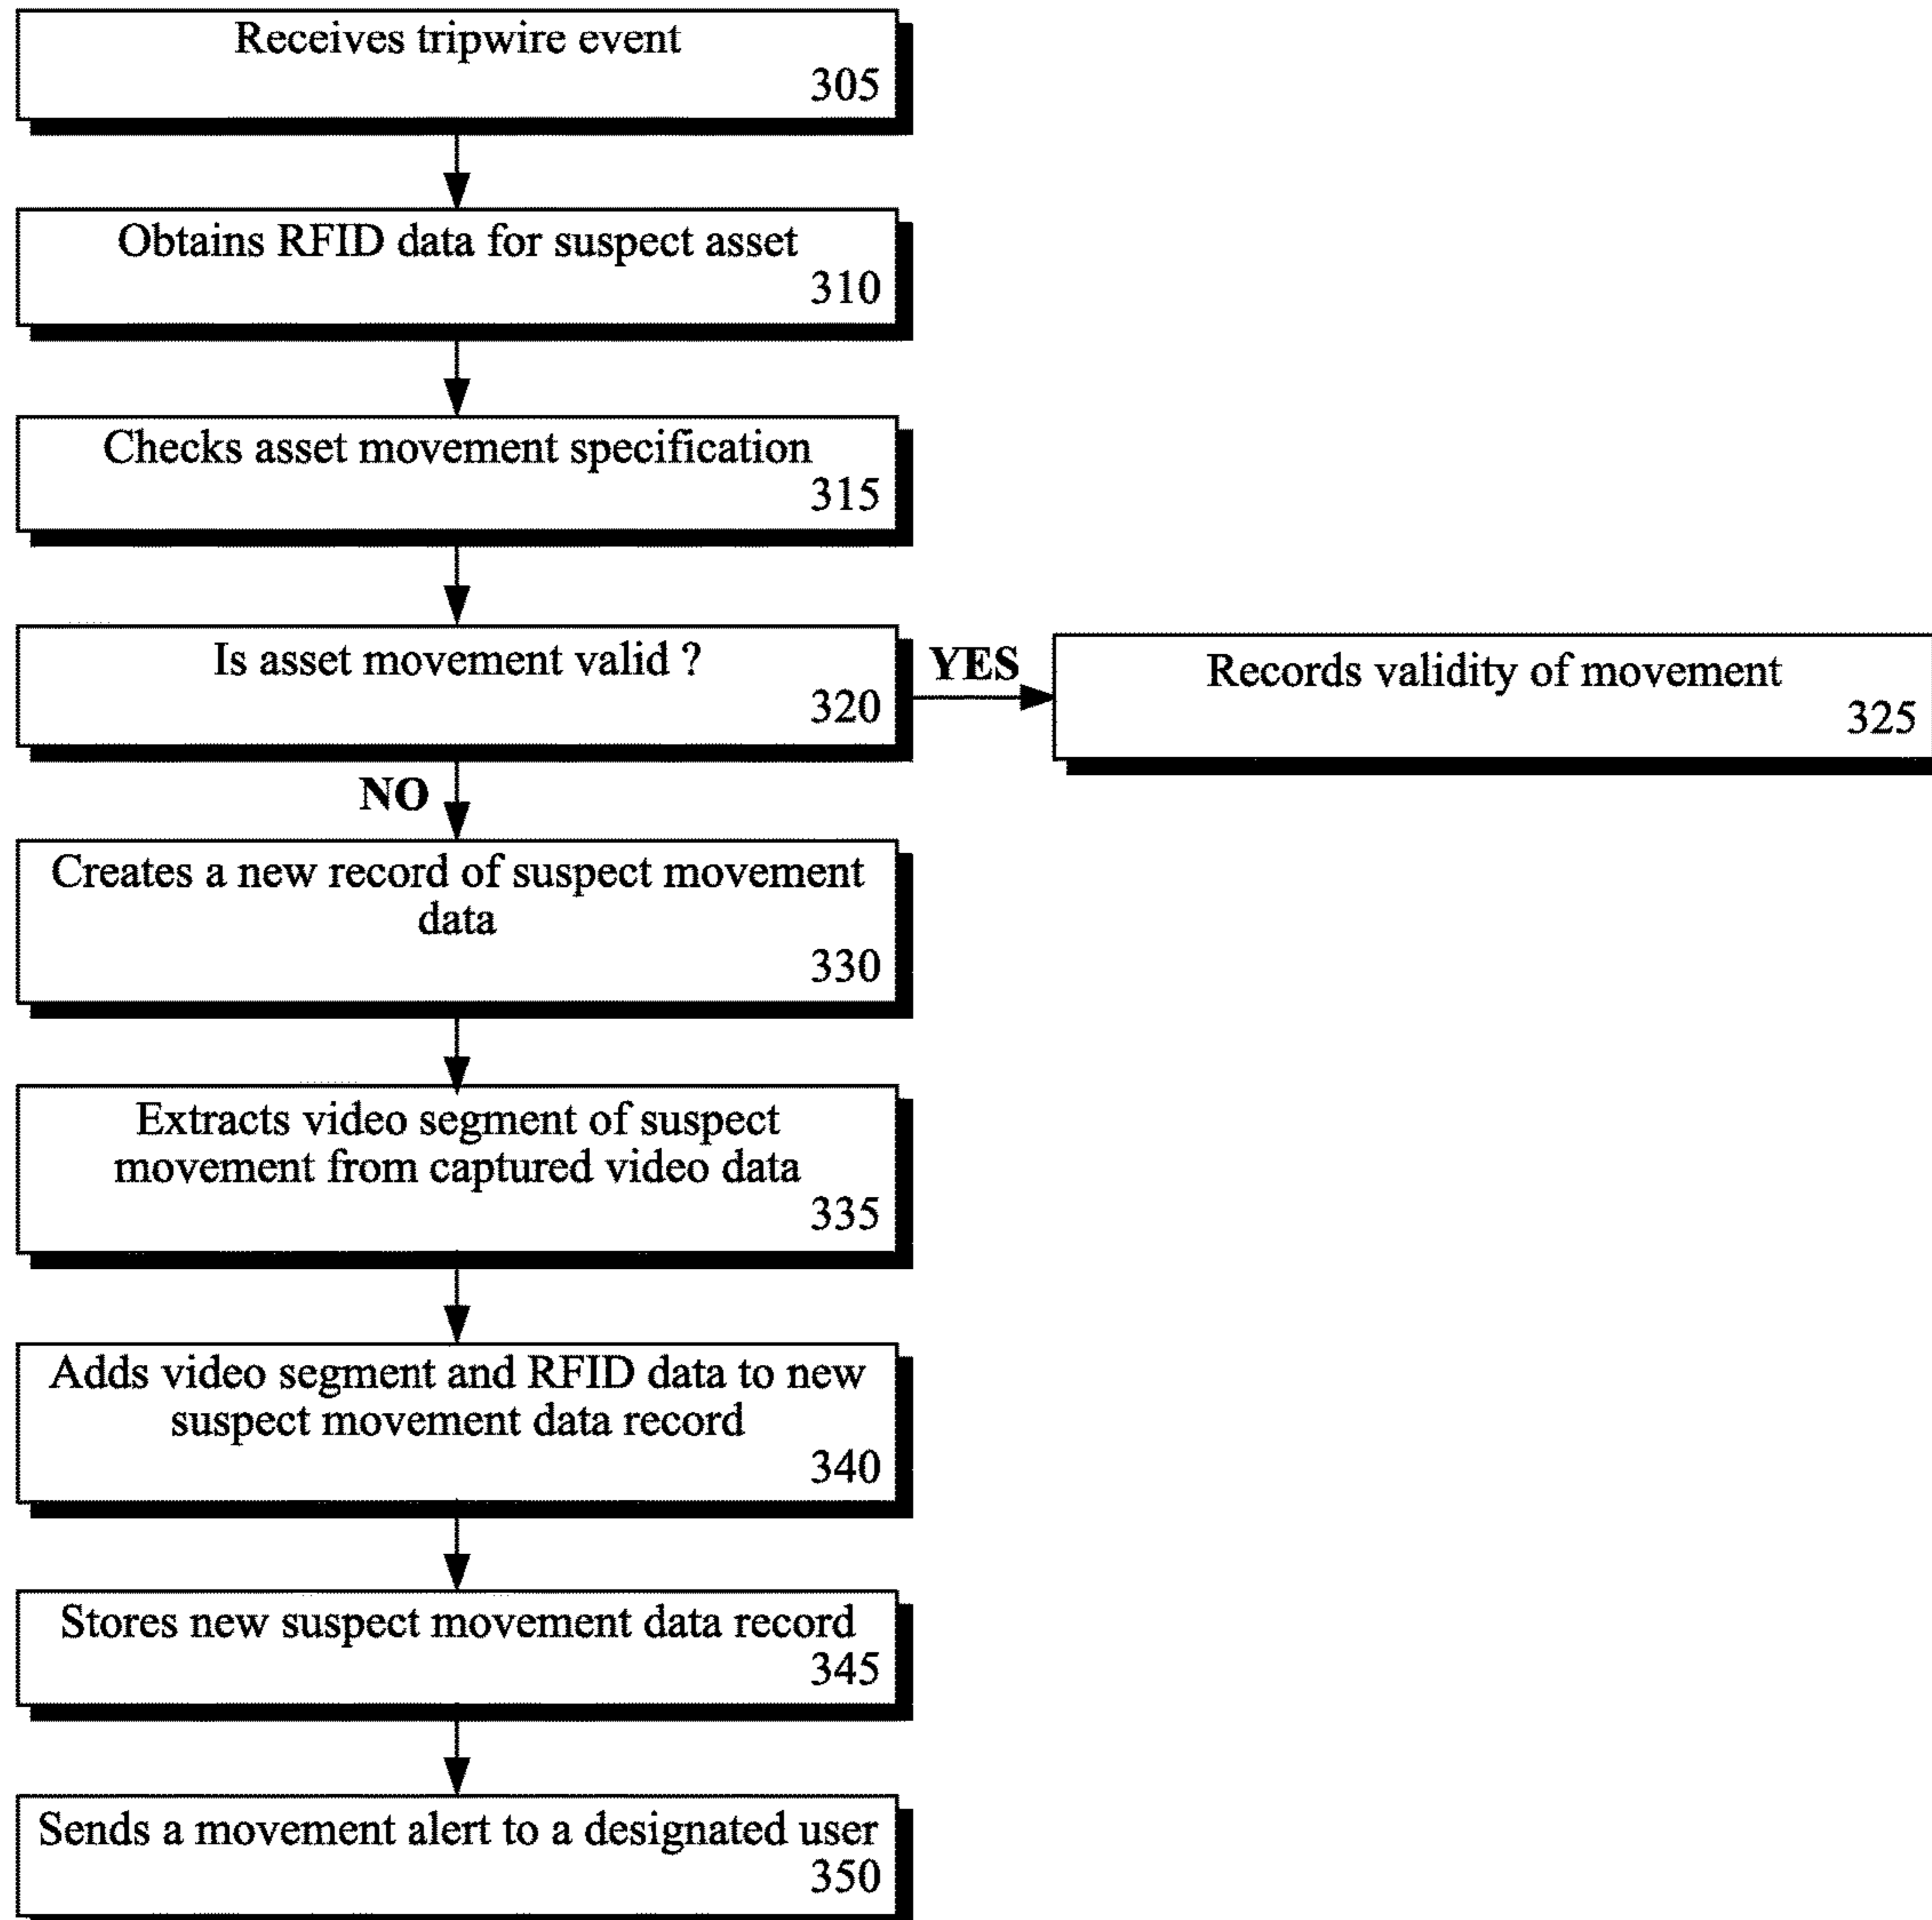 Receives tripwire event
305
Obtains RFID data for suspect asset
310
Checks asset movement specification
315
Is asset movement valid ?
320
YES
Records validity of movement
325
NO
Creates a new record of suspect movement
data
330
Extracts video segment of suspect
movement from captured video data
335
Adds video segment and RFID data to new
suspect movement data record
340
Stores new suspect movement data record
345
Sends a movement alert to a designated user
350